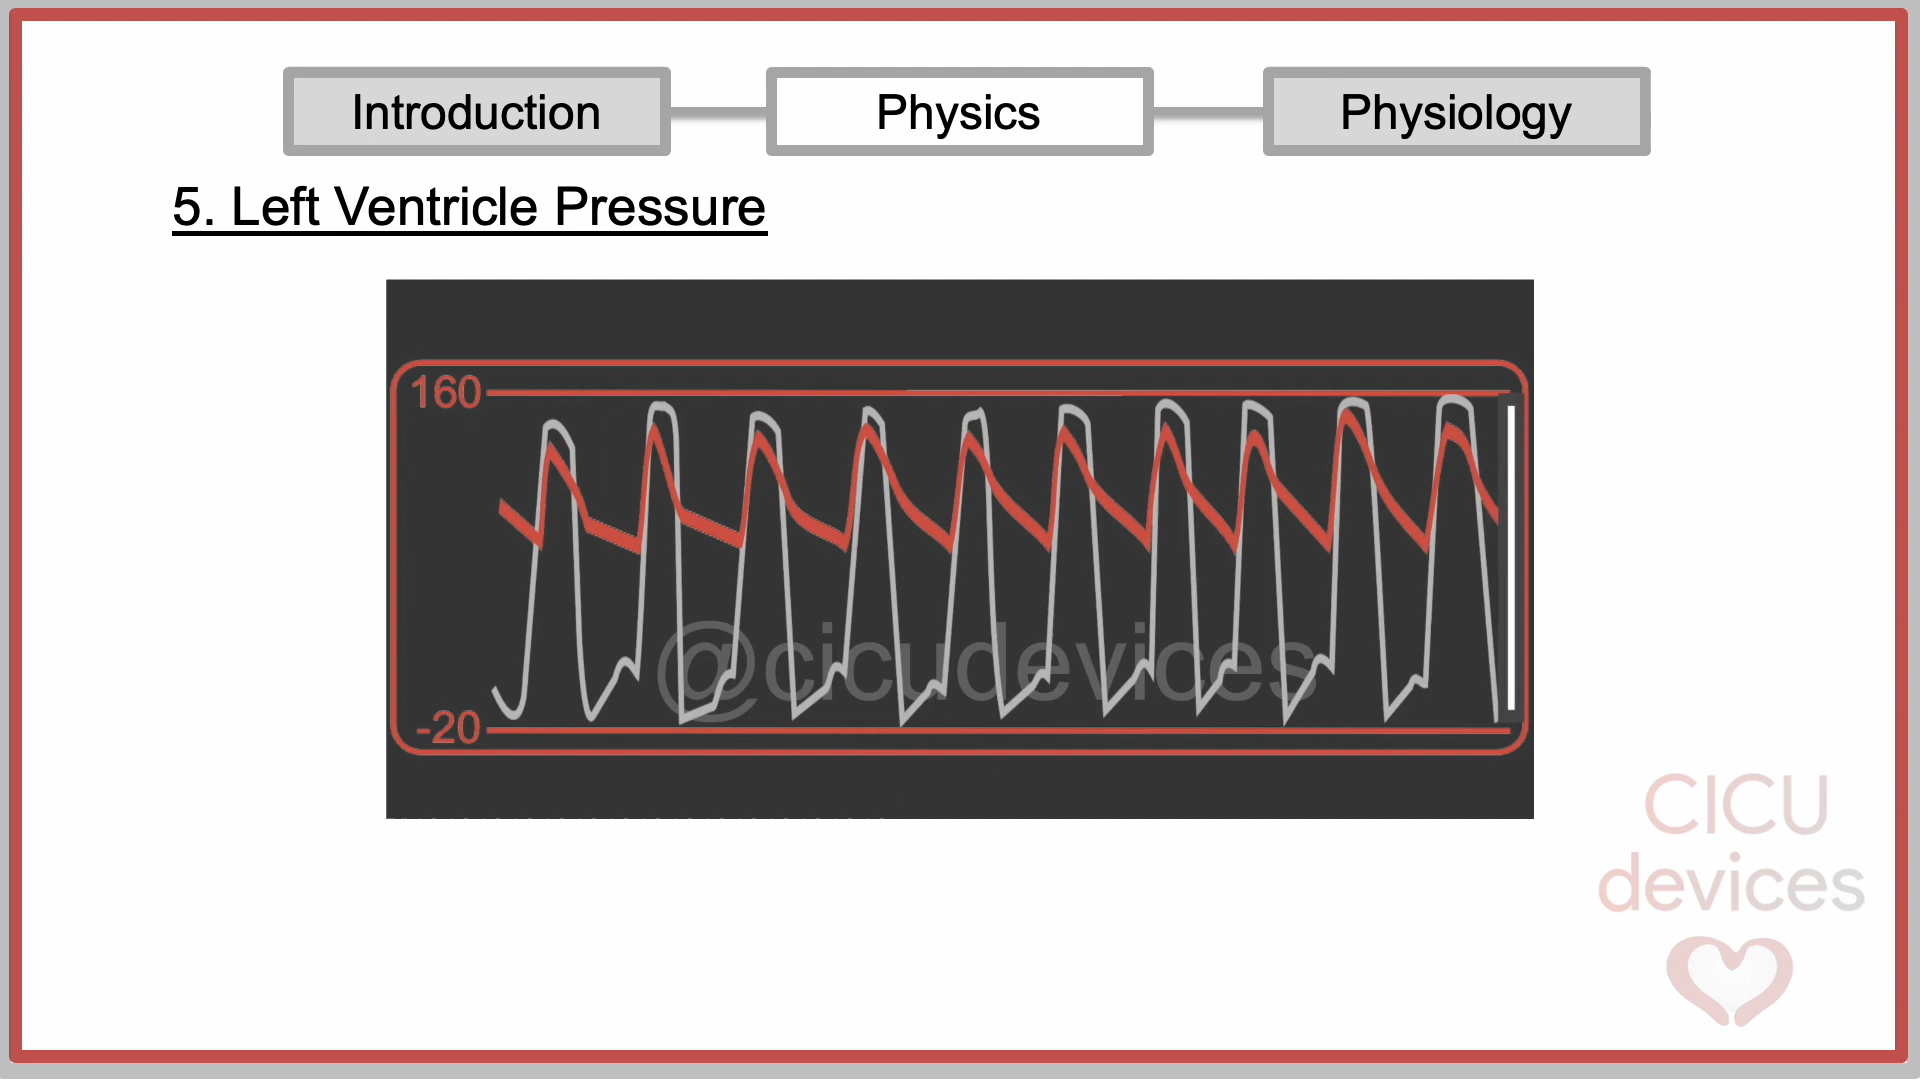 Introduction
Physics
Physiology
5. Left Ventricle Pressure
160
@cicudevices
-20
CICU
devices